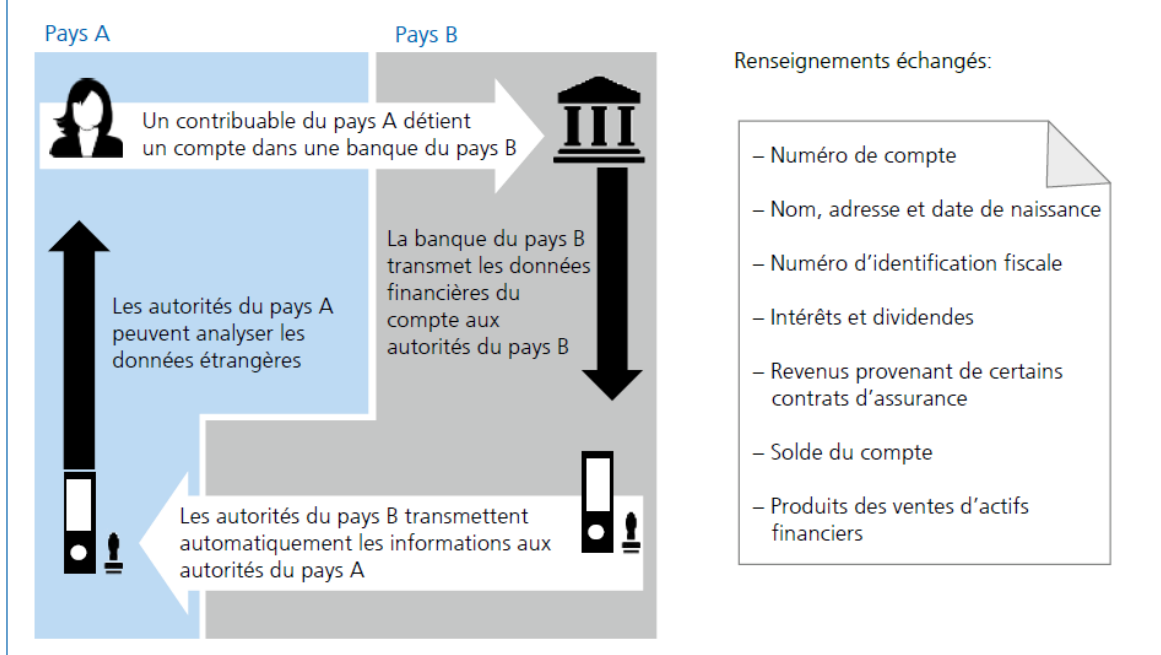 Pays A
Pays B
Un contribuable du pays A détient
un compte dans une banque du pays B
La banque du pays B
transmet les données
financières du
compte aux
autorités du pays B
Les autorités du pays B transmettent
automatiquement les informations aux
autorités du pays A
Les autorités du pays A
peuvent analyser les
données étrangères
Renseignements échangés:
– Numéro de compte
– Nom, adresse et date de naissance
– Numéro d’identification fiscale
– Intérêts et dividendes
– Revenus provenant de certains
contrats d’assurance
– Solde du compte
– Produits des ventes d’actifs
financiers